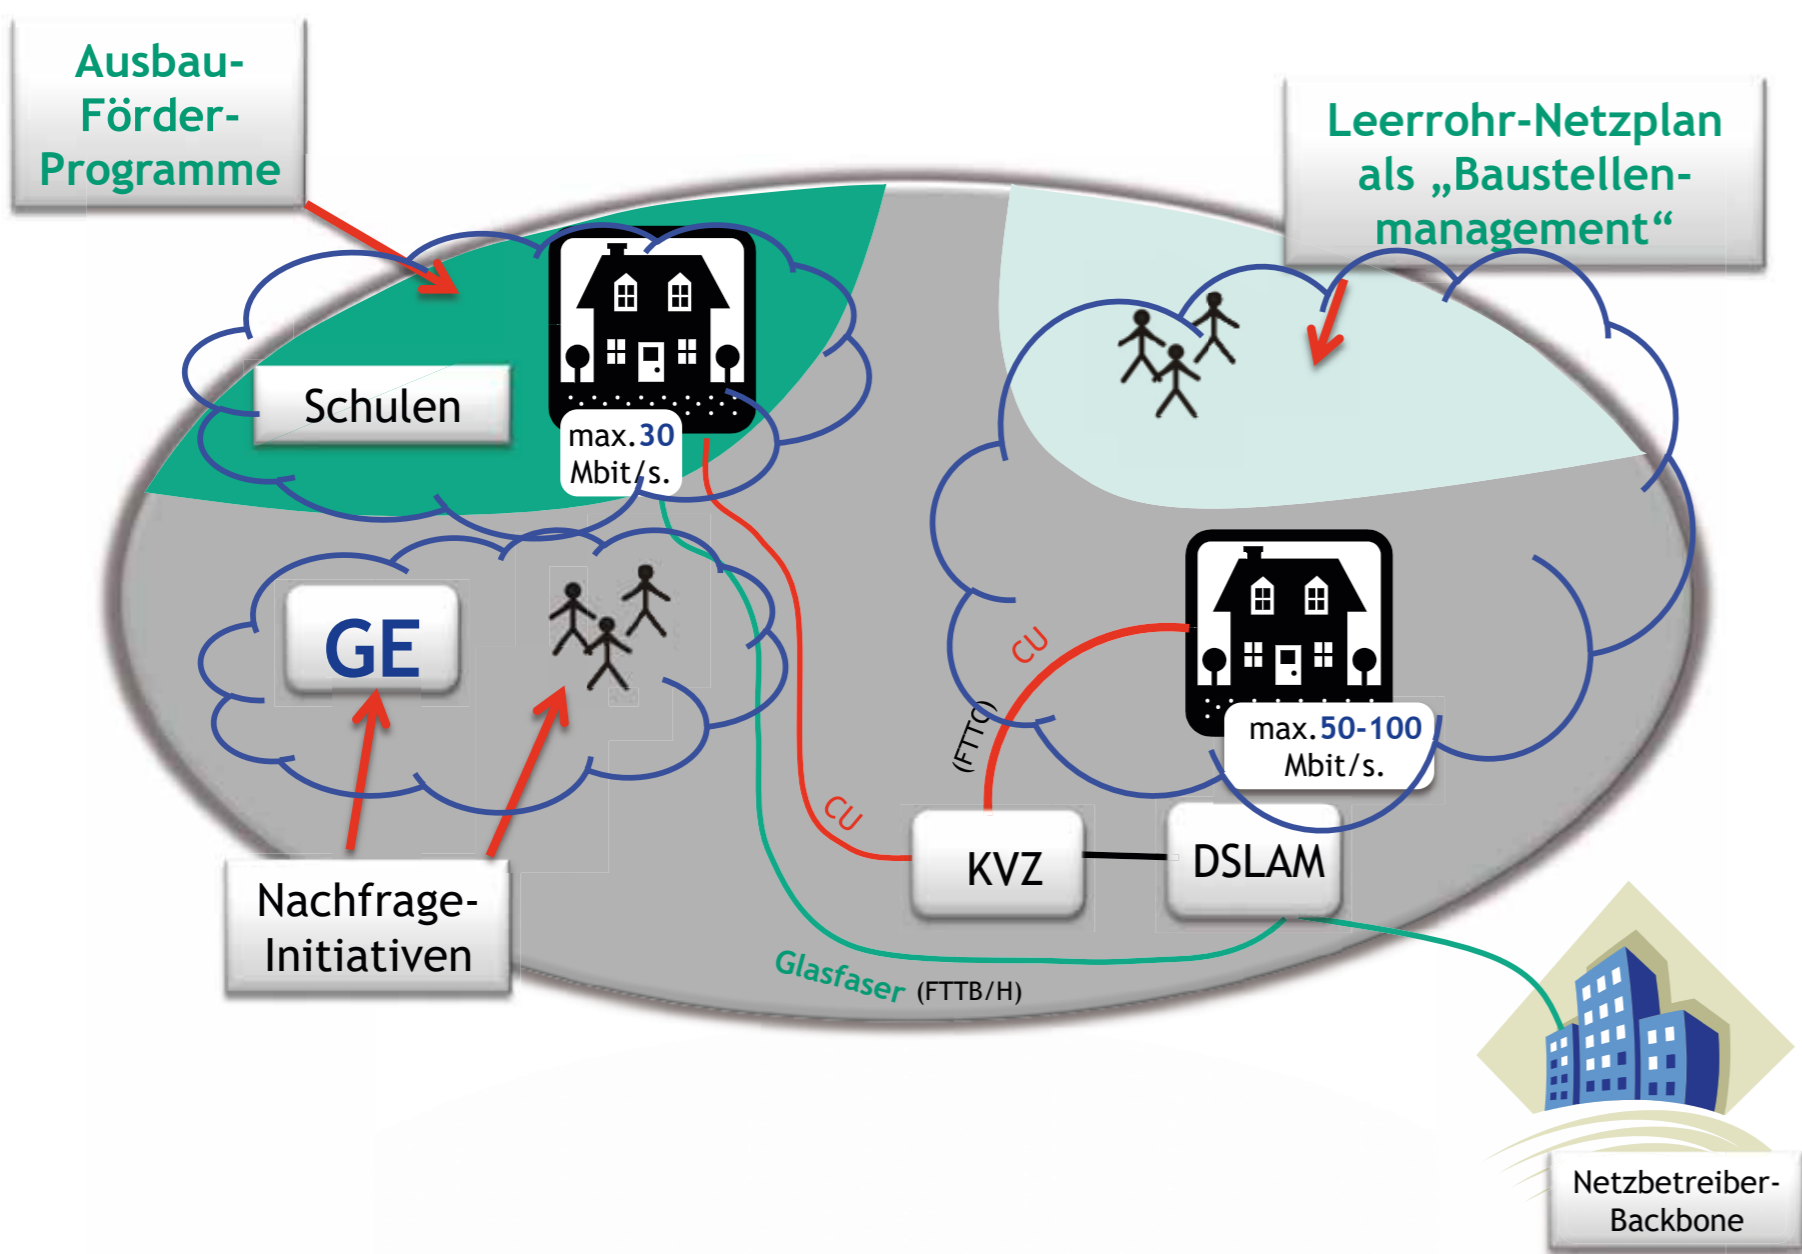 Ausbau-
Förder-
Programme
Leerrohr-Netzplan
als „Baustellen-
management“
Schulen
max.30
Mbit/s.
GE
CU
(FTTC)
max.50-100
Mbit/s.
CU
KVZ
DSLAM
Nachfrage-
Initiativen
Glasfaser (FTTB/H)
Netzbetreiber-
Backbone